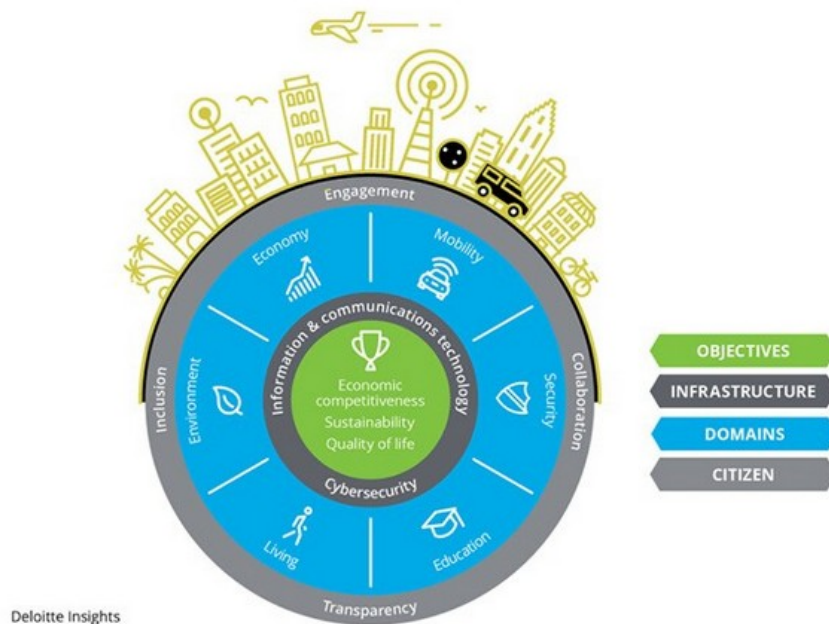 Engagement
Economy
Mobility
Information & communications technology
Inclusion
Environment
Economic
competitiveness
Sustainability
Quality of life
Security
Collaboration
Cybersecurity
Living
Education
Transparency
OBJECTIVES
INFRASTRUCTURE
DOMAINS
CITIZEN
Deloitte Insights